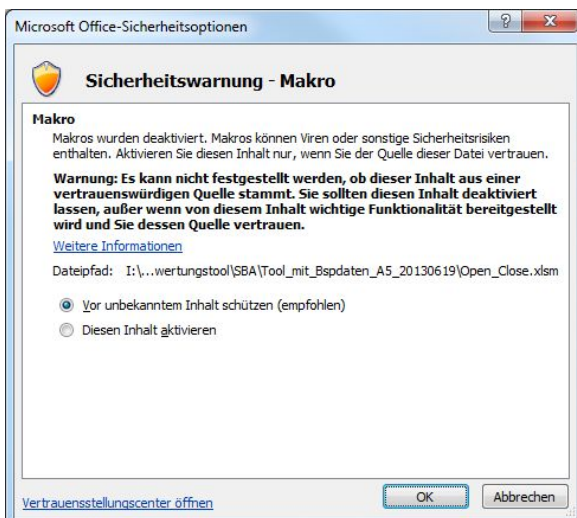 Microsoft Office-Sicherheitsoptionen
Sicherheitswarnung - Makro
Makro
Makros wurden deaktiviert. Makros können Viren oder sonstige Sicherheitsrisiken
enthalten. Aktivieren Sie diesen Inhalt nur, wenn Sie der Quelle dieser Datei vertrauen.
Warnung: Es kann nicht festgestellt werden, ob dieser Inhalt aus einer
vertrauenswürdigen Quelle stammt. Sie sollten diesen Inhalt deaktiviert
lassen, außer wenn von diesem Inhalt wichtige Funktionalität bereitgestellt
wird und Sie dessen Quelle vertrauen.
Weitere Informationen
Dateipfad: I:\...wertungstool\SBA\Tool_mit_Bspdaten_A5_20130619\Open_Close.xlsm
Vor unbekanntem Inhalt schützen (empfohlen)
Diesen Inhalt aktivieren
Vertrauensstellungscenter öffnen
OK
Abbrechen